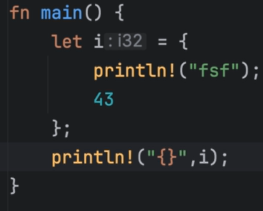 fn main() {
    let i: i32 = {
        println!("fsf");
        43
    };
    println!("{}",i);
}